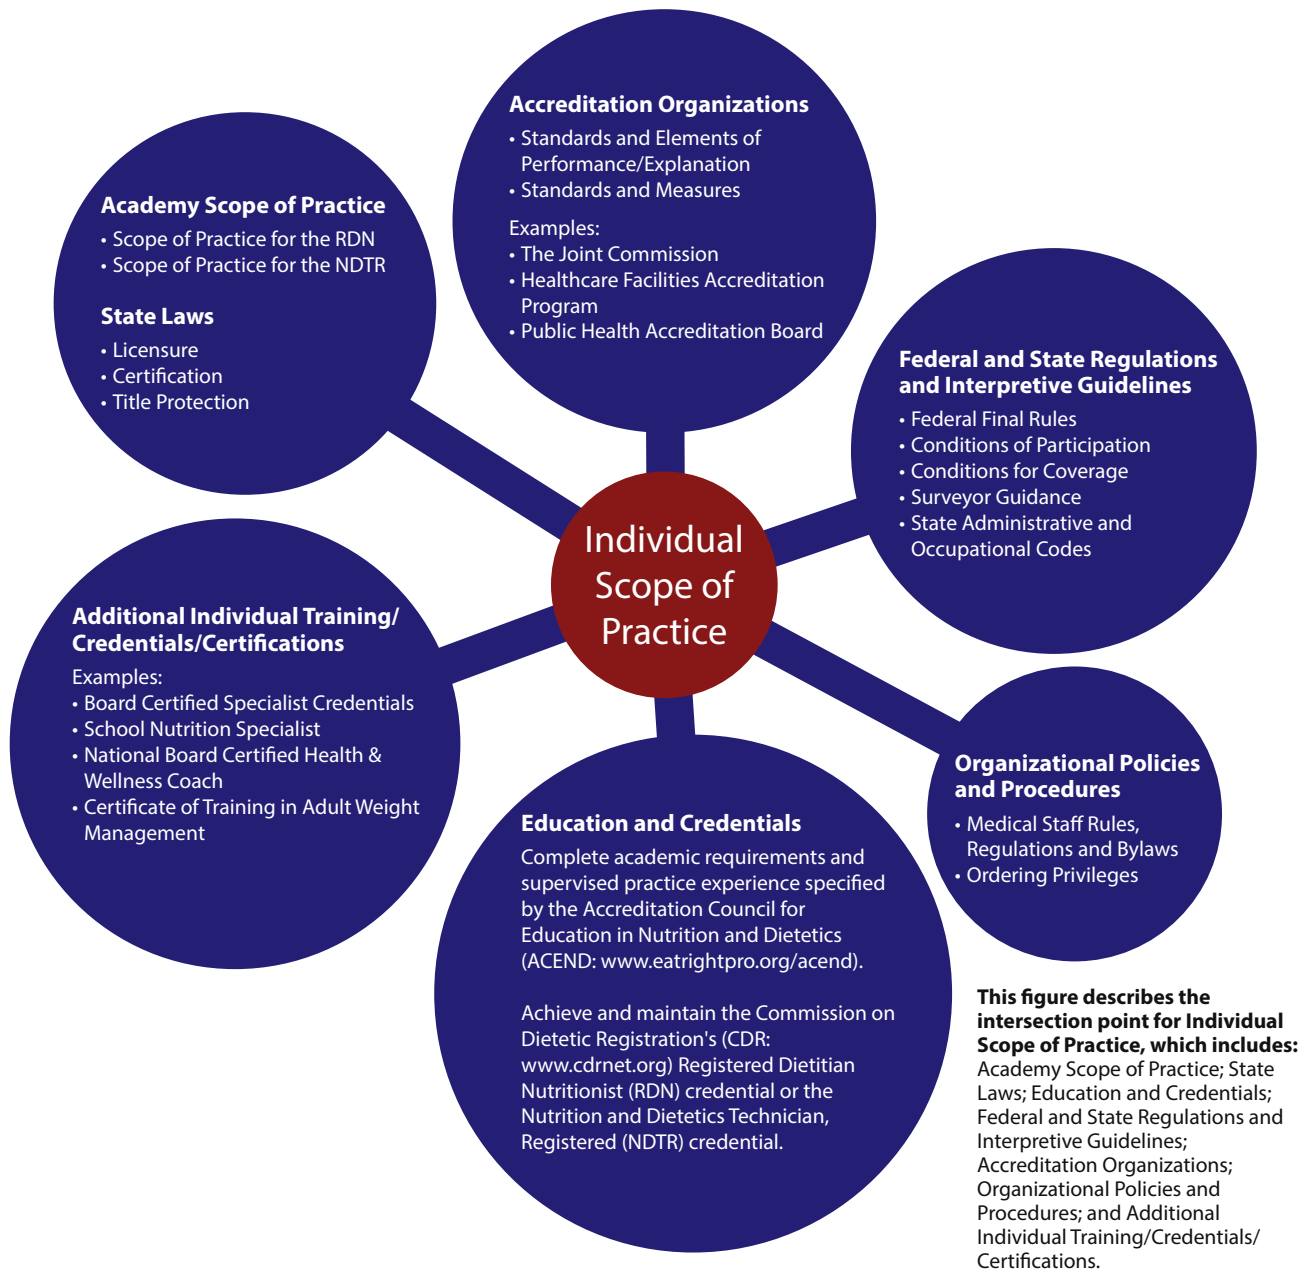 Accreditation Organizations
• Standards and Elements of
Performance/Explanation
• Standards and Measures
Examples:
• The Joint Commission
• Healthcare Facilities Accreditation
Program
• Public Health Accreditation Board
Academy Scope of Practice
• Scope of Practice for the RDN
• Scope of Practice for the NDTR
State Laws
• Licensure
• Certification
• Title Protection
Federal and State Regulations
and Interpretive Guidelines
• Federal Final Rules
• Conditions of Participation
• Conditions for Coverage
• Surveyor Guidance
• State Administrative and
Occupational Codes
Individual
Scope of
Practice
Additional Individual Training/
Credentials/Certifications
Examples:
• Board Certified Specialist Credentials
• School Nutrition Specialist
• National Board Certified Health &
Wellness Coach
• Certificate of Training in Adult Weight
Management
Organizational Policies
and Procedures
• Medical Staff Rules,
Regulations and Bylaws
• Ordering Privileges
Education and Credentials
Complete academic requirements and
supervised practice experience specified
by the Accreditation Council for
Education in Nutrition and Dietetics
(ACEND: www.eatrightpro.org/acend).
Achieve and maintain the Commission on
Dietetic Registration's (CDR:
www.cdrnet.org) Registered Dietitian
Nutritionist (RDN) credential or the
Nutrition and Dietetics Technician,
Registered (NDTR) credential.
This figure describes the
intersection point for Individual
Scope of Practice, which includes:
Academy Scope of Practice; State
Laws; Education and Credentials;
Federal and State Regulations and
Interpretive Guidelines;
Accreditation Organizations;
Organizational Policies and
Procedures; and Additional
Individual Training/Credentials/
Certifications.